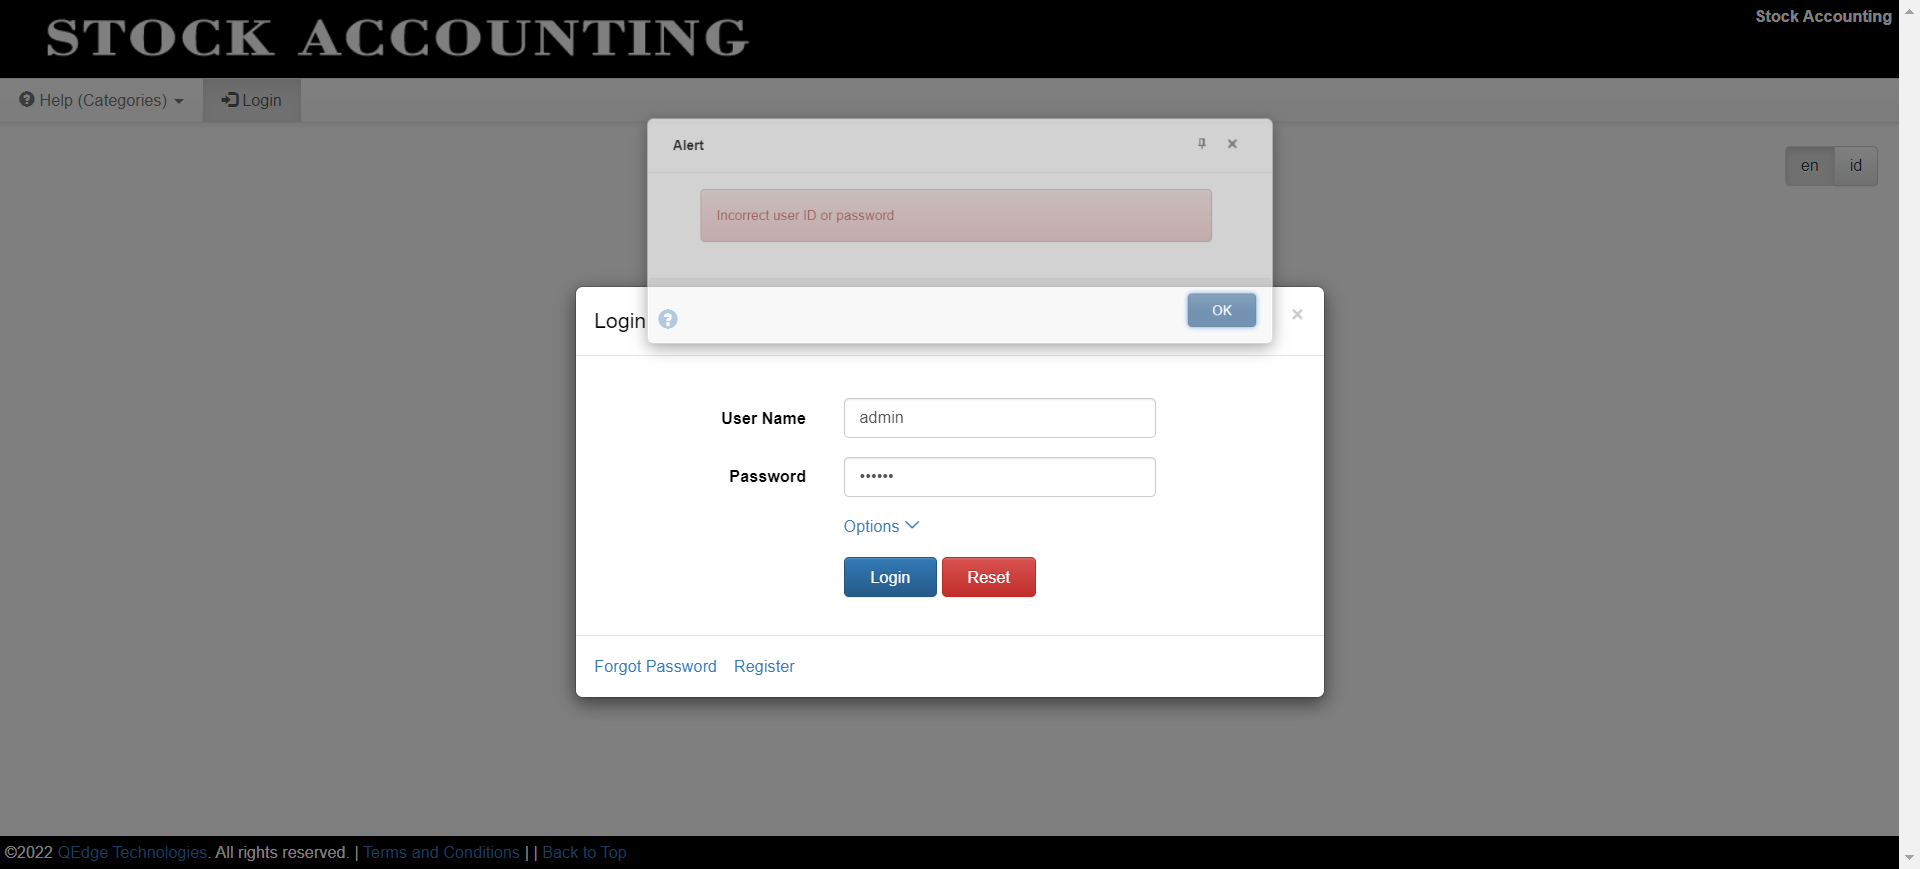 STOCK ACCOUNTING
Stock Accounting
Help (Categories)
Login
Alert
en
id
Incorrect user ID or password
OK
Login
User Name
admin
Password
••••••
Options
Login
Reset
Forgot Password
Register
©2022 QEdge Technologies. All rights reserved. | Terms and Conditions | | Back to Top